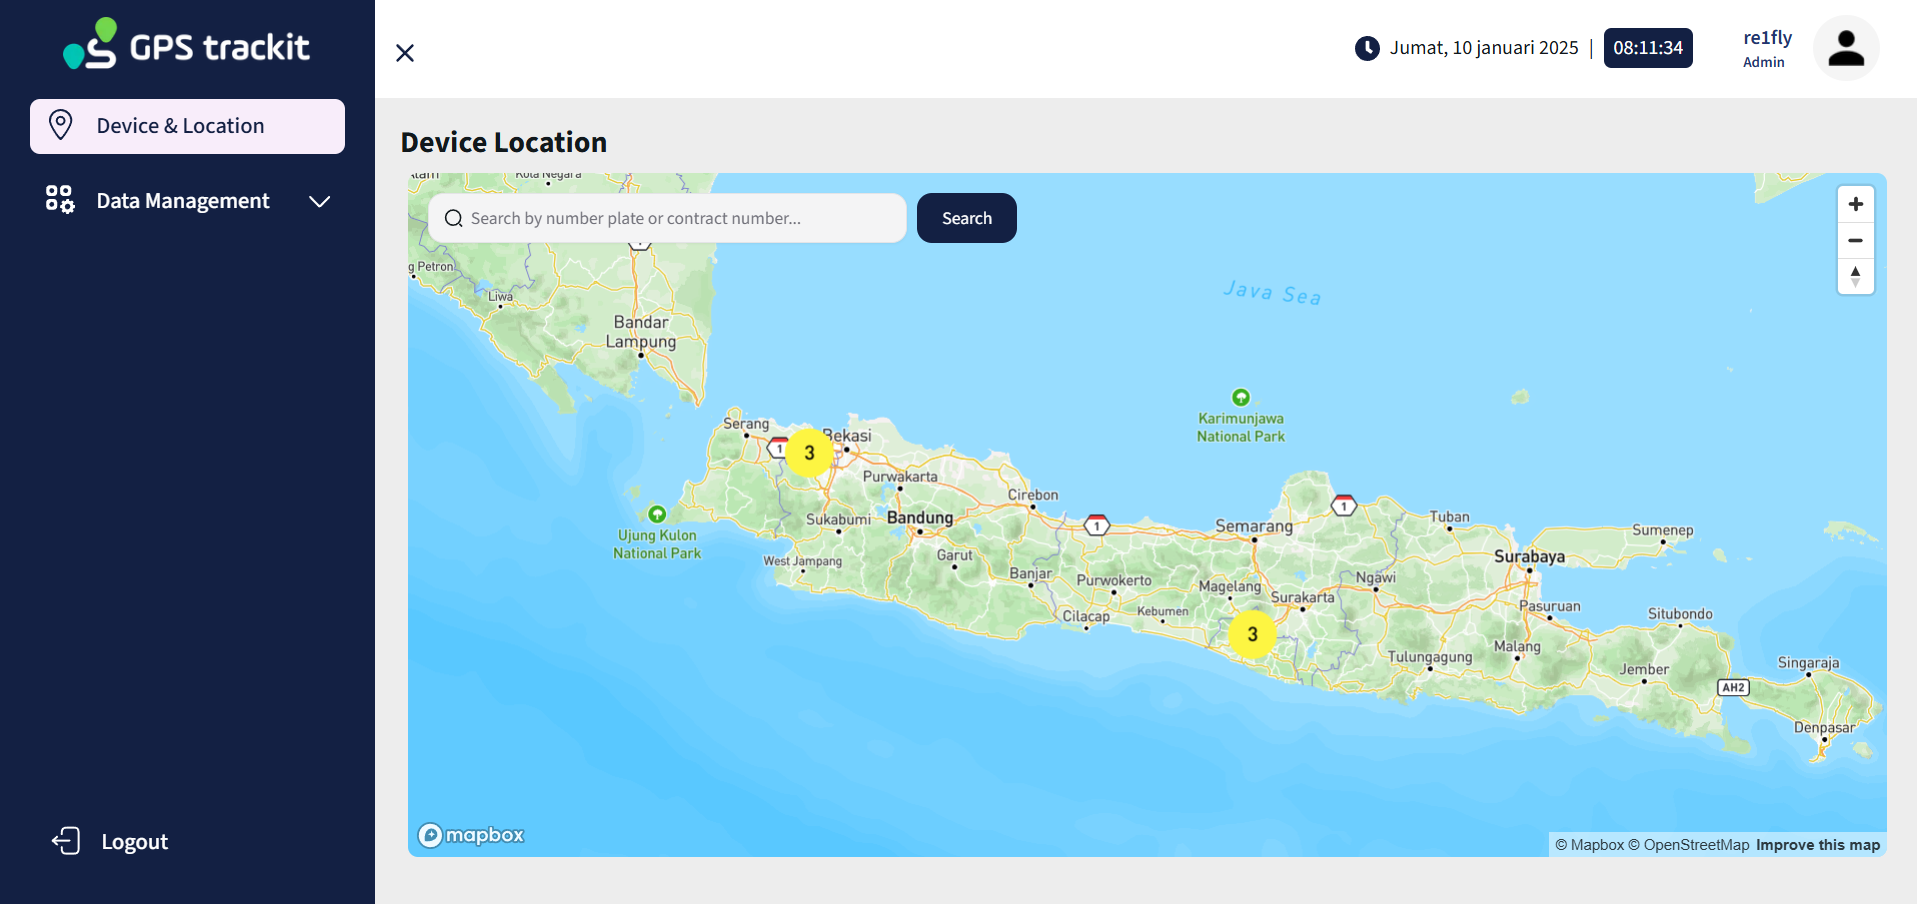 GPS trackit
Device & Location
Data Management
Logout
Jumat, 10 januari 2025 | 08:11:34
re1fly
Admin
Device Location
Search by number plate or contract number...
Search
Kota Negara
g Petron
Liwa
Bandar
Lampung
Java Sea
Karimunjawa
National Park
Serang
1
3
Bekasi
Purwakarta
Cirebon
Sukabumi
Bandung
Ujung Kulon
National Park
West Jampang
Garut
Banjar
1
Purwokerto
Cilacap
Kebumen
Semarang
1
Tuban
Magelang
Surakarta
Ngawi
3
Surabaya
Sumenep
Pasuruan
Situbondo
Tulungagung
Malang
Jember
Singaraja
AH2
Denpasar
mapbox
© Mapbox © OpenStreetMap Improve this map